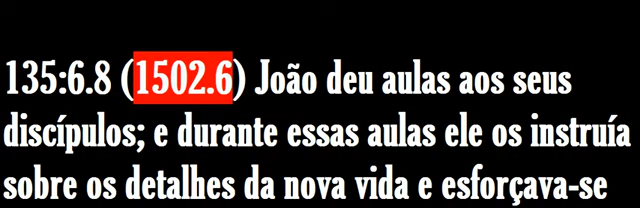 135:6.8 (1502.6) João deu aulas aos seus
discípulos; e durante essas aulas ele os instruía
sobre os detalhes da nova vida e esforçava-se